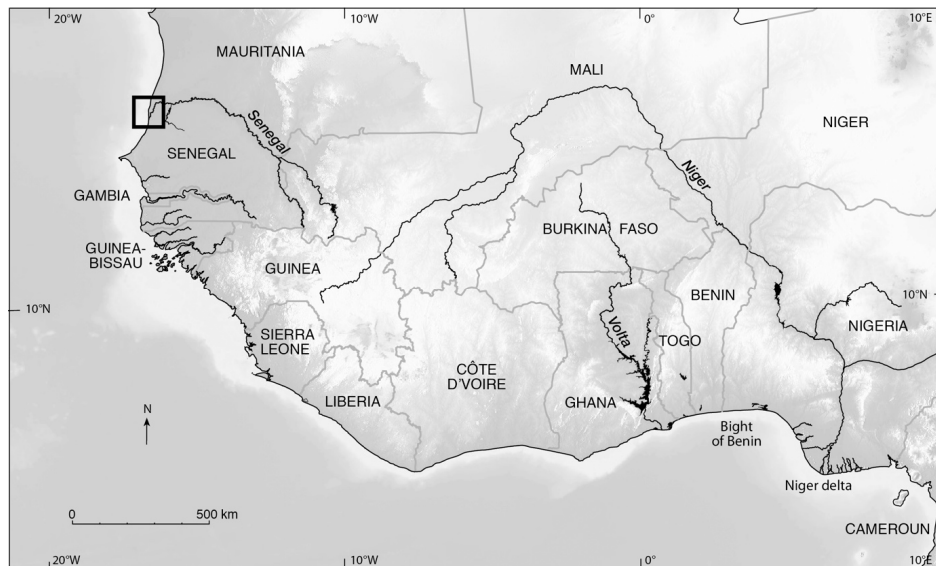 20°W
10°W
0°
10°E
MAURITANIA
MALI
NIGER
Senegal
SENEGAL
Niger
GAMBIA
BURKINA FASO
GUINEA-
BISSAU
GUINEA
BENIN
10°N
10°N
NIGERIA
SIERRA
LEONE
Volta
TOGO
CÔTE
D'VOIRE
LIBERIA
GHANA
N
Bight
of Benin
Niger delta
0
500 km
CAMEROUN
20°W
10°W
0°
10°E